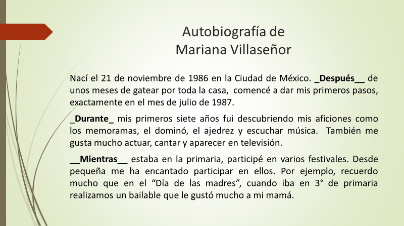 Autobiografía de
Mariana Villaseñor
Nací el 21 de noviembre de 1986 en la Ciudad de México. _Después__ de
unos meses de gatear por toda la casa, comencé a dar mis primeros pasos,
exactamente en el mes de julio de 1987.
_Durante_ mis primeros siete años fui descubriendo mis aficiones como
los memoramas, el dominó, el ajedrez y escuchar música. También me
gusta mucho actuar, cantar y aparecer en televisión.
__Mientras__ estaba en la primaria, participé en varios festivales. Desde
pequeña me ha encantado participar en ellos. Por ejemplo, recuerdo
mucho que en el “Día de las madres”, cuando iba en 3° de primaria
realizamos un bailable que le gustó mucho a mi mamá.